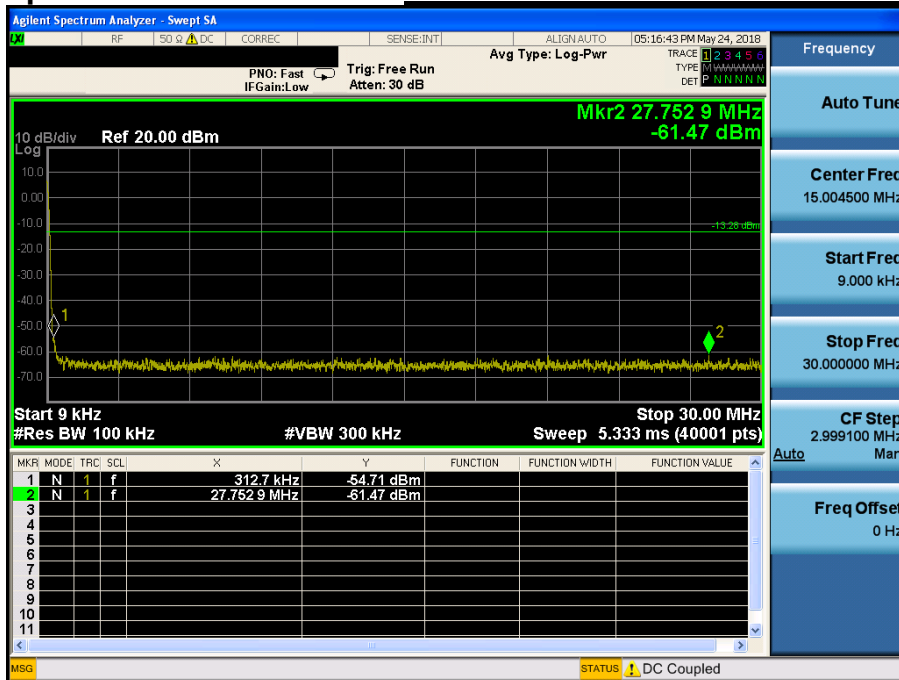 Agilent Spectrum Analyzer - Swept SA
LXI RF 50 Ω DC CORREC SENSE:INT ALIGN AUTO 05:16:43 PM May 24, 2018
Avg Type: Log-Pwr
TRACE 1 2 3 4 5 6
TYPE M WWWWW
DET P N N N N N
PNO: Fast
IFGain:Low
Trig: Free Run
Atten: 30 dB
Mkr2 27.752 9 MHz
-61.47 dBm
10 dB/div Ref 20.00 dBm
Log
10.0
0.00
-10.0
-13.28 dBm
-20.0
-30.0
-40.0
-50.0
1
2
-60.0
-70.0
Start 9 kHz Stop 30.00 MHz
#Res BW 100 kHz #VBW 300 kHz Sweep 5.333 ms (40001 pts)
MKR MODE TRC SCL X Y FUNCTION FUNCTION WIDTH FUNCTION VALUE
1 N 1 f 312.7 kHz -54.71 dBm
2 N 1 f 27.752 9 MHz -61.47 dBm
3
4
5
6
7
8
9
10
11
MSG STATUS DC Coupled
Frequency
Auto Tune
Center Freq
15.004500 MHz
Start Freq
9.000 kHz
Stop Freq
30.000000 MHz
CF Step
2.999100 MHz
Auto Man
Freq Offset
0 Hz